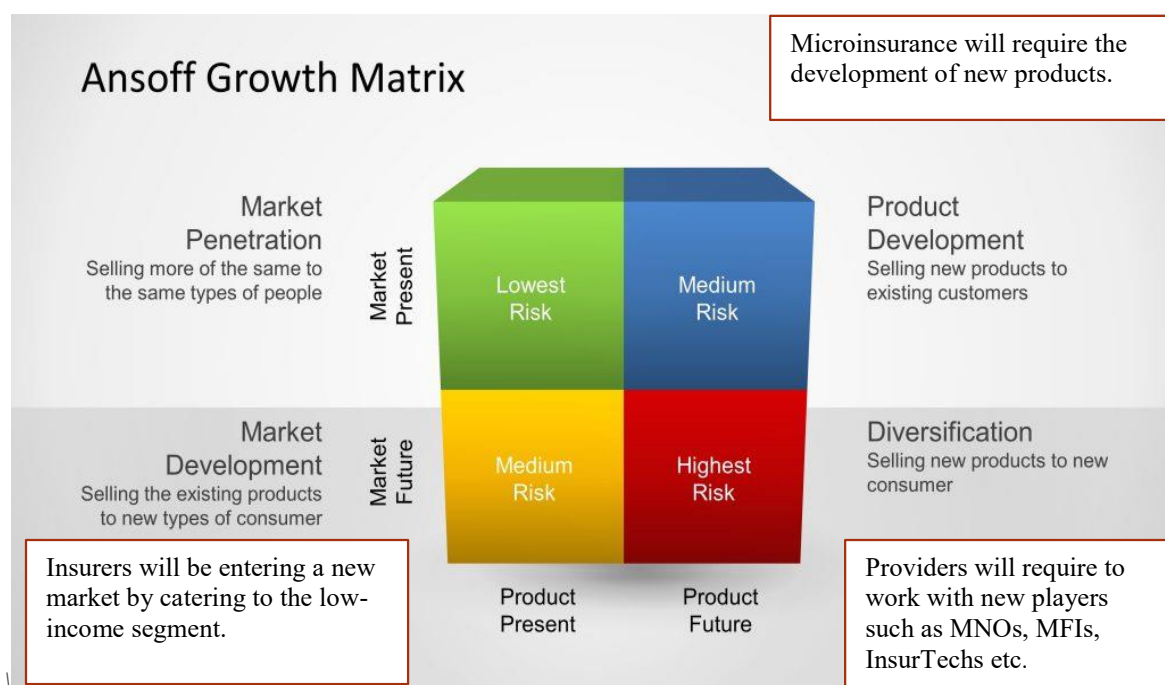 Ansoff Growth Matrix
Microinsurance will require the
development of new products.
Market
Penetration
Selling more of the same to
the same types of people
Market
Present
Lowest
Risk
Medium
Risk
Product
Development
Selling new products to
existing customers
Market
Development
Selling the existing products
to new types of consumer
Market
Future
Medium
Risk
Highest
Risk
Diversification
Selling new products to new
consumer
Insurers will be entering a new
market by catering to the low-
income segment.
Product
Present
Product
Future
Providers will require to
work with new players
such as MNOs, MFIs,
InsurTechs etc.
\